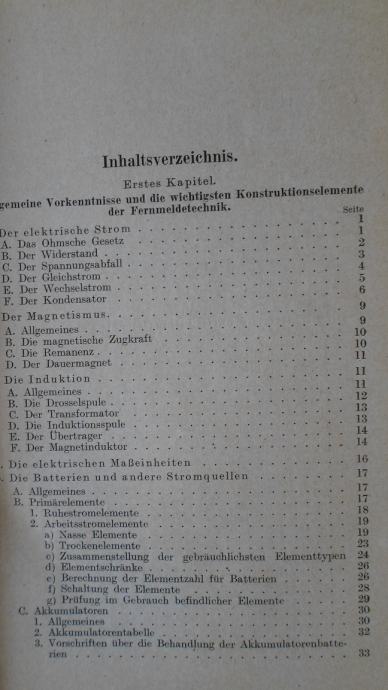 Inhaltsverzeichnis.
Erstes Kapitel.
gemeine Vorkenntnisse und die wichtigsten Konstruktionselemente
der Fernmeldetechnik.
Seite
Der elektrische Strom 1
A. Das Ohmsche Gesetz 1
B. Der Widerstand 2
C. Der Spannungsabfall 3
D. Der Gleichstrom 4
E. Der Wechselstrom 5
F. Der Kondensator 6
Der Magnetismus. 9
A. Allgemeines 9
B. Die magnetische Zugkraft 10
C. Die Remanenz. 10
D. Der Dauermagnet 11
Die Induktion 11
A. Allgemeines 11
B. Die Drosselspule 12
C. Der Transformator 13
D. Die Induktionsspule 13
E. Der Übertrager 14
F. Der Magnetinduktor 14
. Die elektrischen Maßeinheiten 16
. Die Batterien und andere Stromquellen 17
A. Allgemeines 17
B. Primärelemente 17
1. Ruhestromelemente 18
2. Arbeitsstromelemente 19
a) Nasse Elemente 19
b) Trockenelemente 23
c) Zusammenstellung der gebräuchlichsten Elementtypen 24
d) Elementschränke 26
e) Berechnung der Elementzahl für Batterien 26
f) Schaltung der Elemente 28
g) Prüfung im Gebrauch befindlicher Elemente 29
C. Akkumulatoren 30
1. Allgemeines 30
2. Akkumulatorentabelle 32
3. Vorschriften über die Behandlung der Akkumulatorenbatte-
rien 33